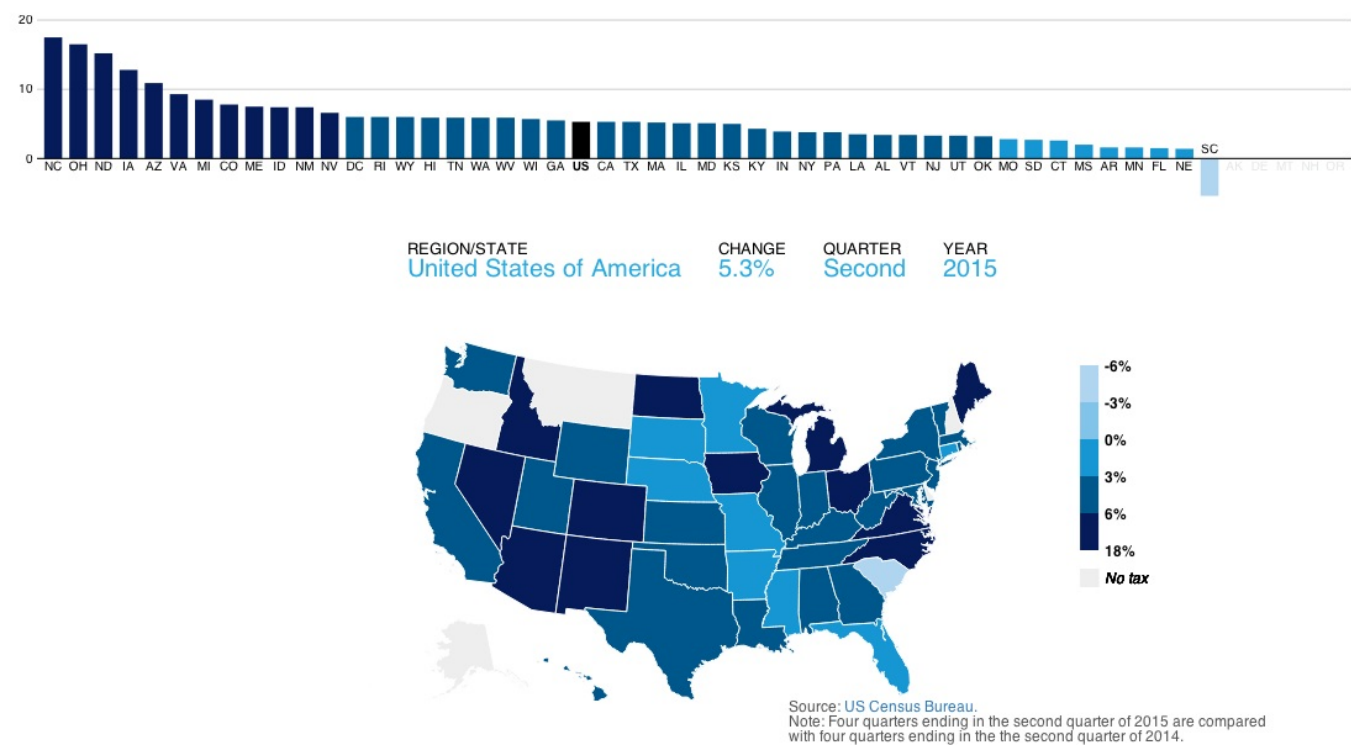 20
10
0
NC OH ND IA AZ VA MI CO ME ID NM NV DC RI WY HI TN WA WV WI GA US CA TX MA IL MD KS KY IN NY PA LA AL VT NJ UT OK MO SD CT MS AR MN FL NE SC AK DE MT NH OR
REGION/STATE CHANGE QUARTER YEAR
United States of America 5.3% Second 2015
-6%
-3%
0%
3%
6%
18%
No tax
Source: US Census Bureau.
Note: Four quarters ending in the second quarter of 2015 are compared
with four quarters ending in the the second quarter of 2014.